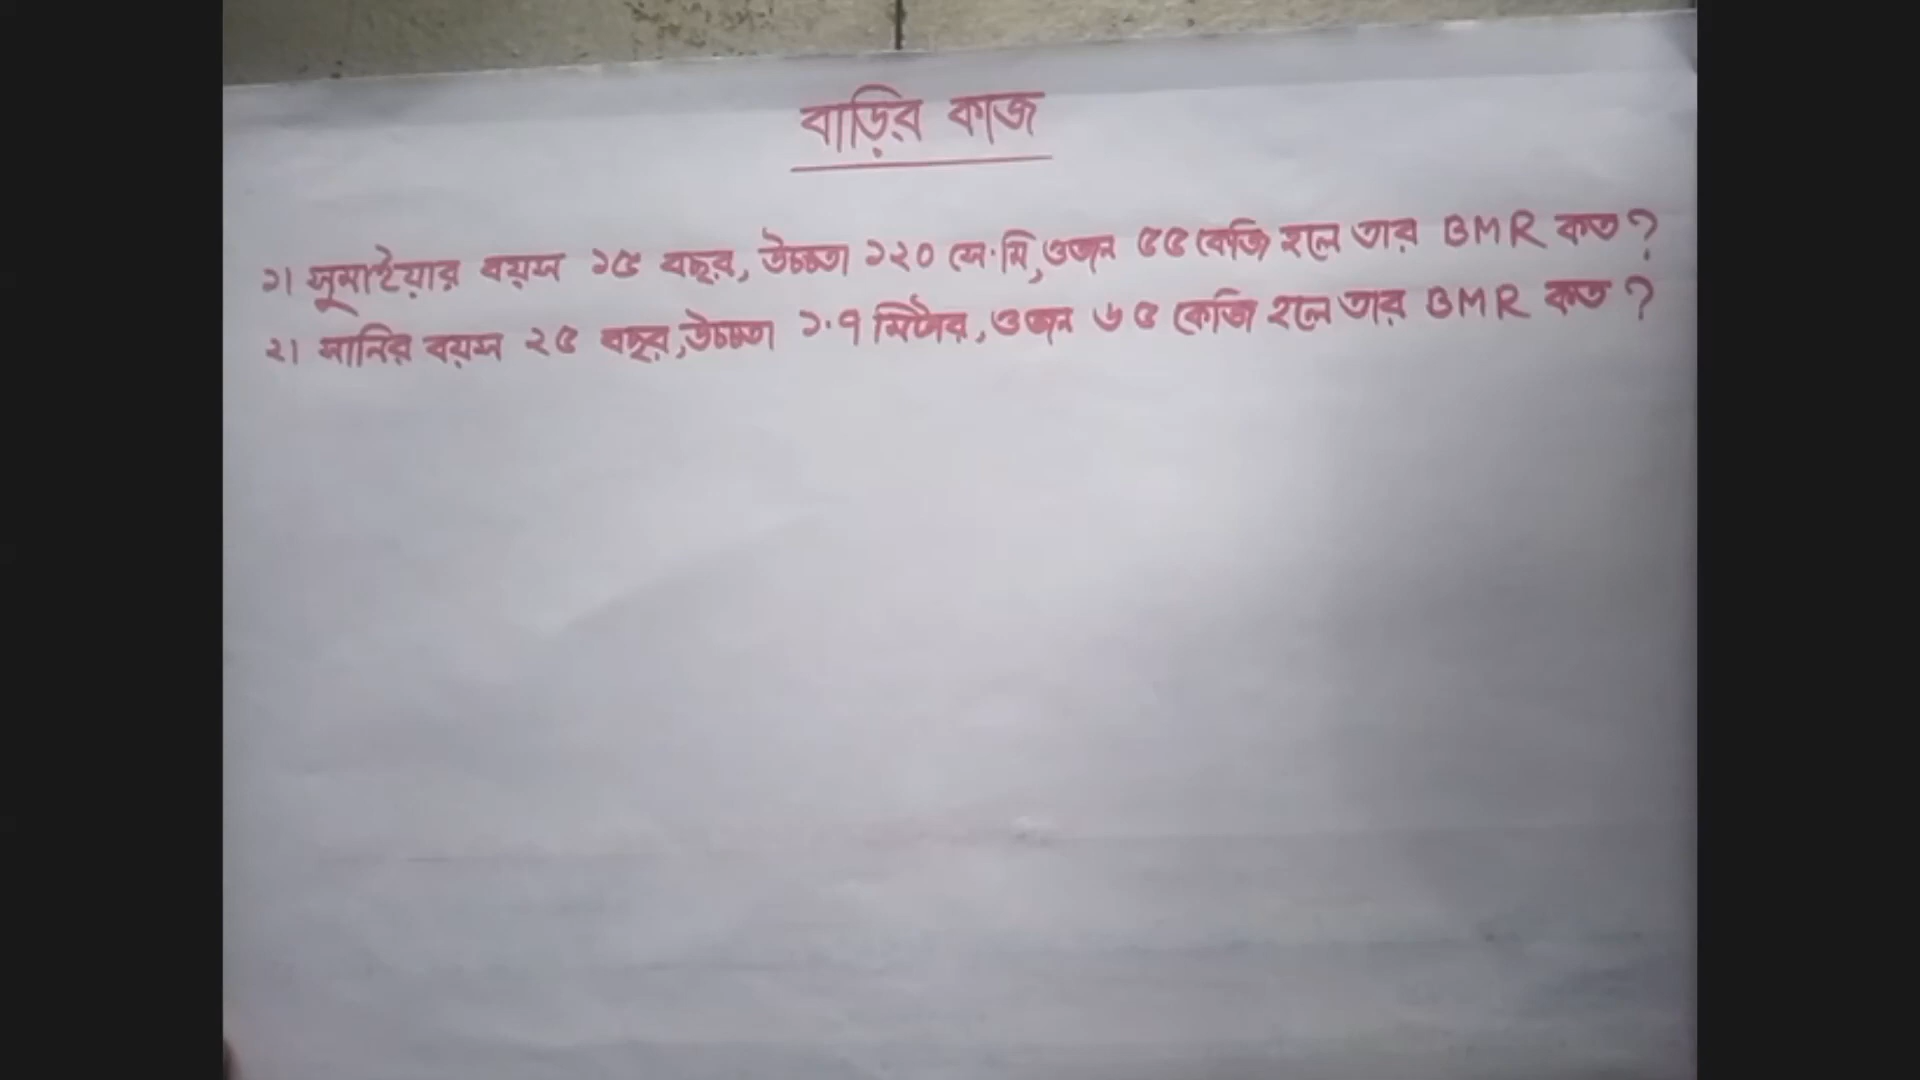 বাড়ির কাজ
১। সুমাইয়ার বয়স ১৫ বছর, উচ্চতা ১২০ সে.মি, ওজন ৫৫ কেজি হলে তার BMR কত?
২। সানির বয়স ২৫ বছর, উচ্চতা ১.৭ মিটার, ওজন ৬৫ কেজি হলে তার BMR কত?